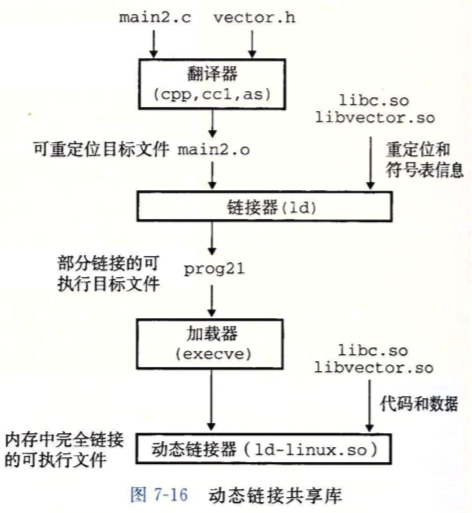 main2.c vector.h
翻译器
(cpp,cc1,as)
libc.so
libvector.so
可重定位目标文件 main2.o
重定位和
符号表信息
链接器(ld)
部分链接的可
执行目标文件
prog21
加载器
(execve)
libc.so
libvector.so
代码和数据
内存中完全链接
的可执行文件
动态链接器(ld-linux.so)
图 7-16 动态链接共享库